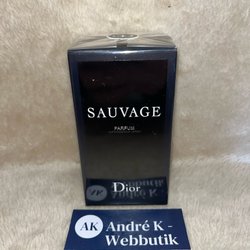 SAUVAGE
PARFUM
Dior
AK
André K -
Webbutik